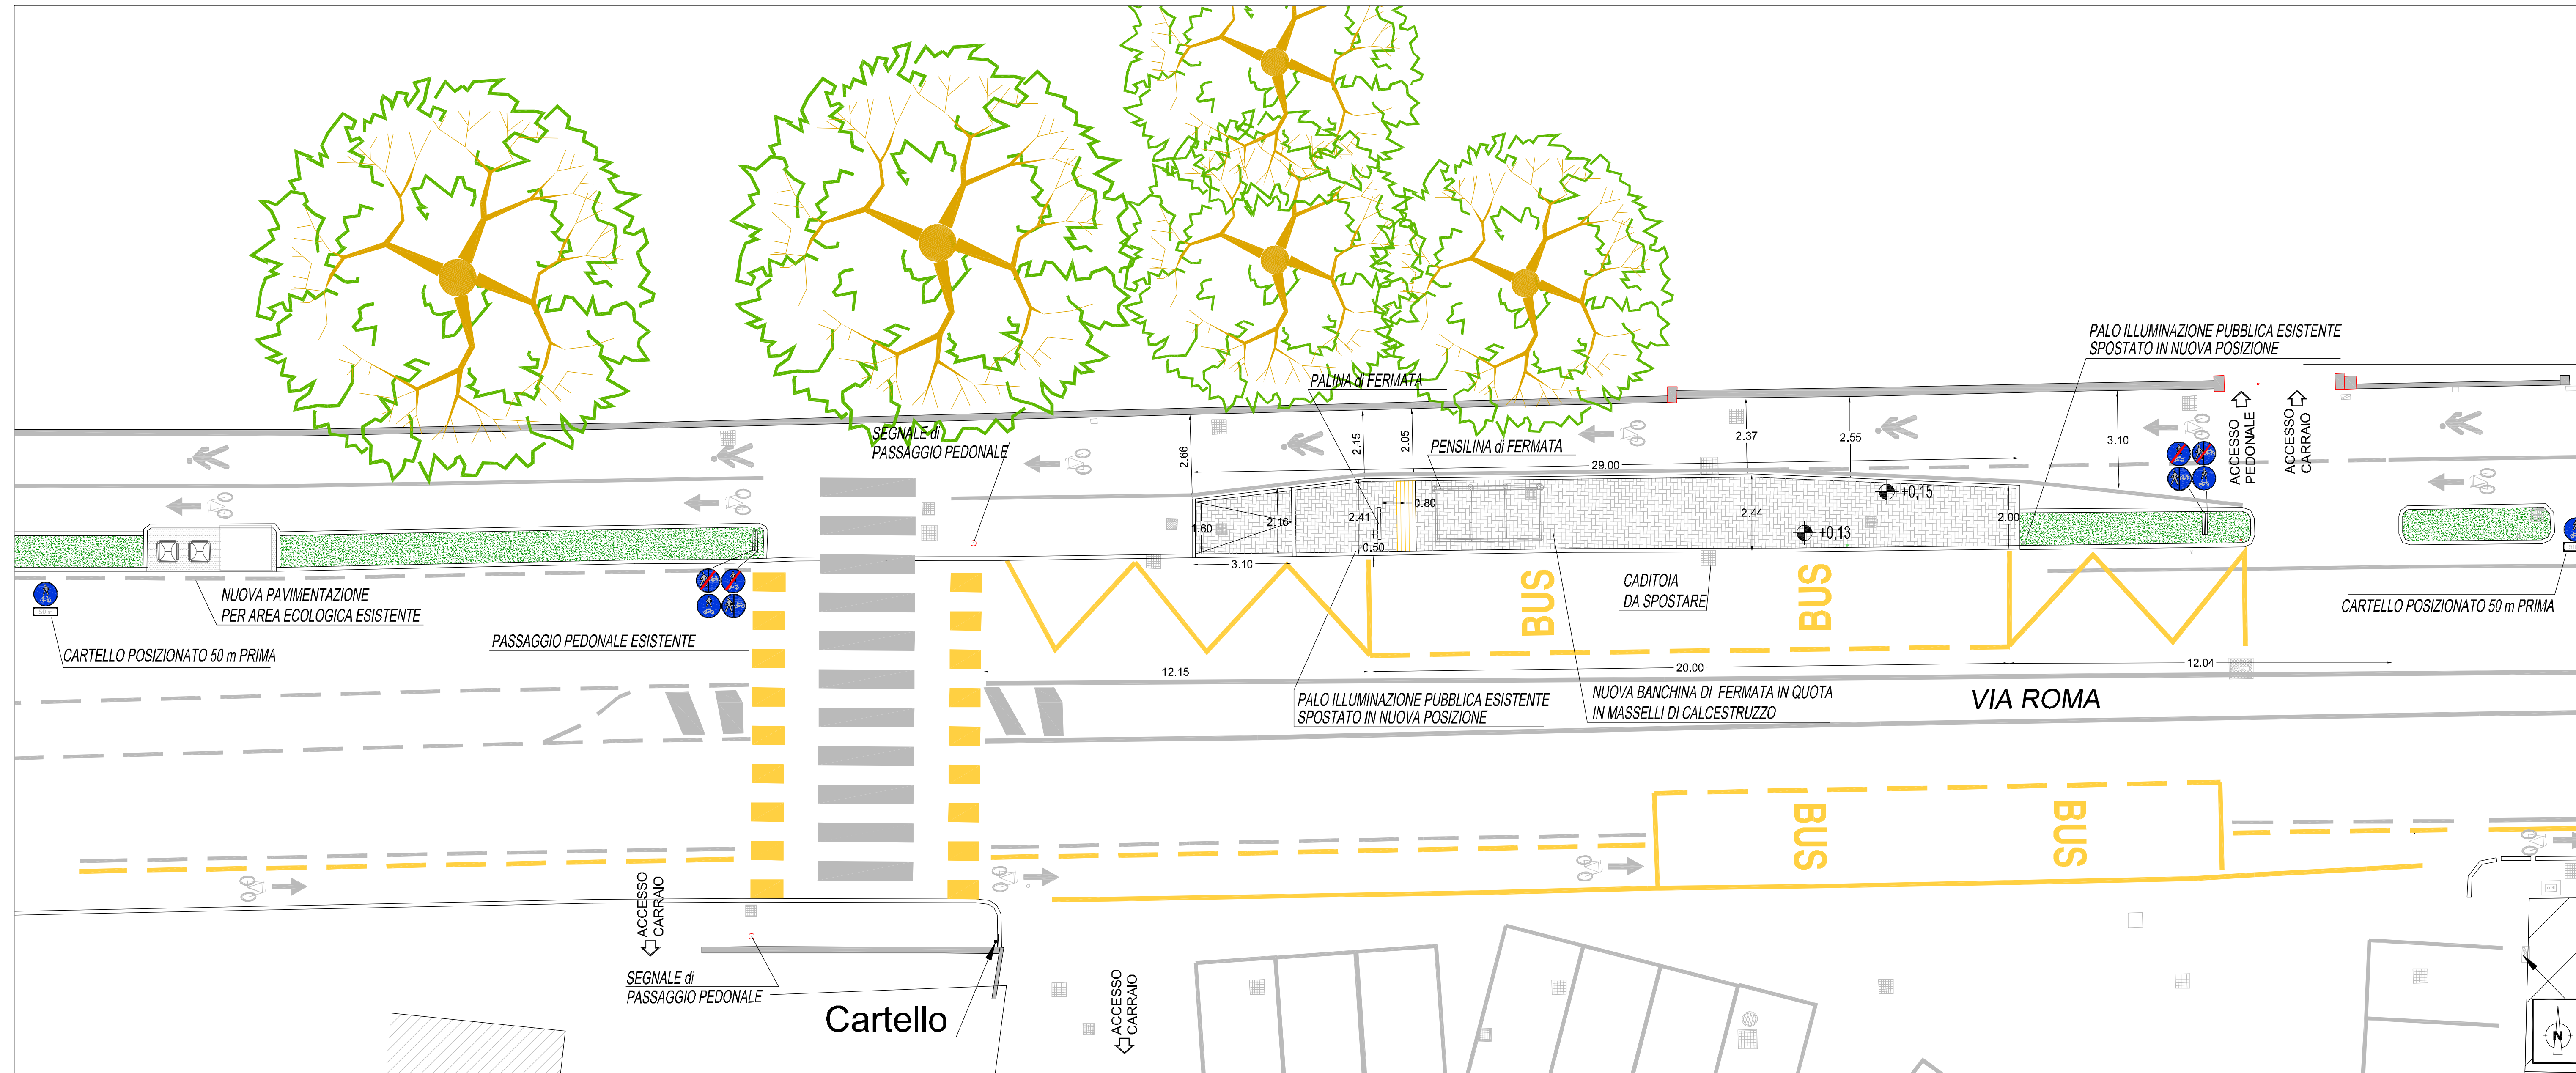 PALO ILLUMINAZIONE PUBBLICA ESISTENTE
SPOSTATO IN NUOVA POSIZIONE
PALINA di FERMATA
SEGNALE di
PASSAGGIO PEDONALE
PENSILINA di FERMATA
ACCESSO
PEDONALE
ACCESSO
CARRAIO
2.66
2.15
2.05
2.37
2.55
3.10
29.00
+0,15
+0,13
1.60
2.16
2.41
0.80
0.50
2.44
2.00
3.10
NUOVA PAVIMENTAZIONE
PER AREA ECOLOGICA ESISTENTE
CARTELLO POSIZIONATO 50 m PRIMA
PASSAGGIO PEDONALE ESISTENTE
BUS
BUS
CADITOIA
DA SPOSTARE
CARTELLO POSIZIONATO 50 m PRIMA
12.15
20.00
12.04
PALO ILLUMINAZIONE PUBBLICA ESISTENTE
SPOSTATO IN NUOVA POSIZIONE
NUOVA BANCHINA DI FERMATA IN QUOTA
IN MASSELLI DI CALCESTRUZZO
VIA ROMA
BUS
BUS
ACCESSO
CARRAIO
SEGNALE di
PASSAGGIO PEDONALE
Cartello
ACCESSO
CARRAIO
N